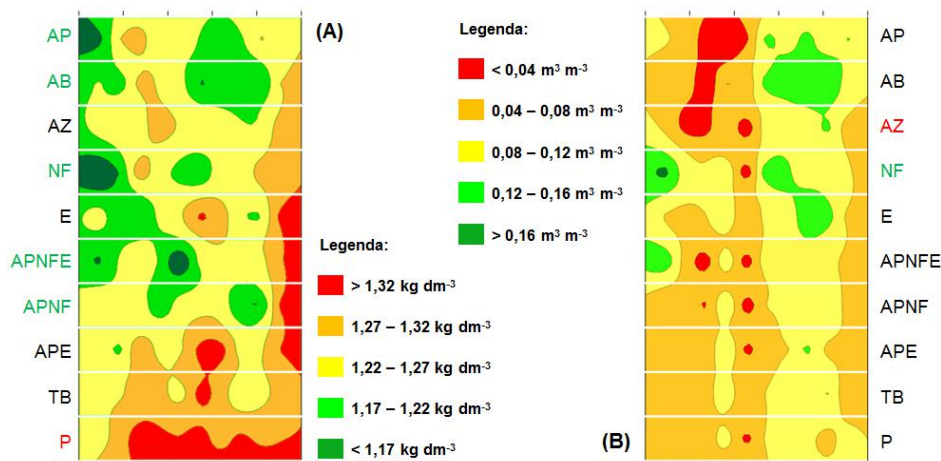 AP
AB
AZ
NF
E
APNFE
APNF
APE
TB
P
(A)
Legenda:
> 1,32 kg dm-3
1,27 – 1,32 kg dm-3
1,22 – 1,27 kg dm-3
1,17 – 1,22 kg dm-3
< 1,17 kg dm-3
Legenda:
< 0,04 m³ m-³
0,04 – 0,08 m³ m-³
0,08 – 0,12 m³ m-³
0,12 – 0,16 m³ m-³
> 0,16 m³ m-³
(B)
AP
AB
AZ
NF
E
APNFE
APNF
APE
TB
P